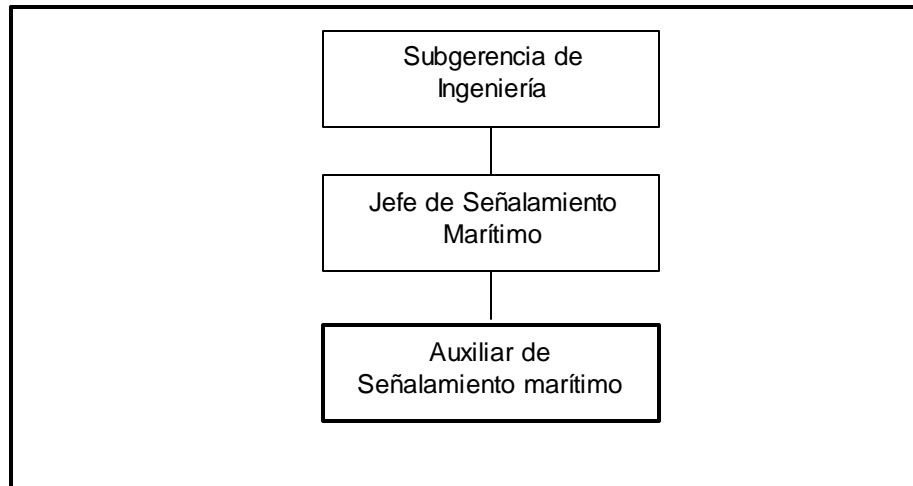 Subgerencia de
Ingeniería
Jefe de Señalamiento
Marítimo
Auxiliar de
Señalamiento marítimo